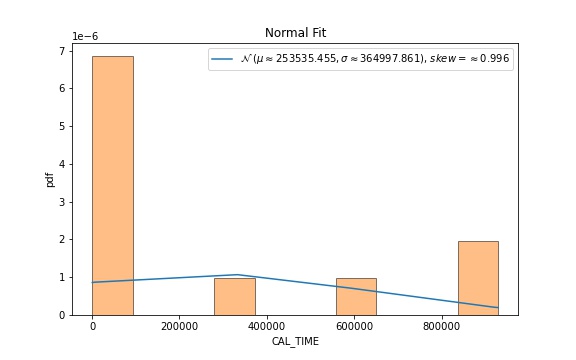 Normal Fit
1e−6
𝒩(μ≈253535.455, σ≈364997.861), skew=≈0.996
7
6
5
4
3
2
1
0
pdf
0 200000 400000 600000 800000
CAL_TIME